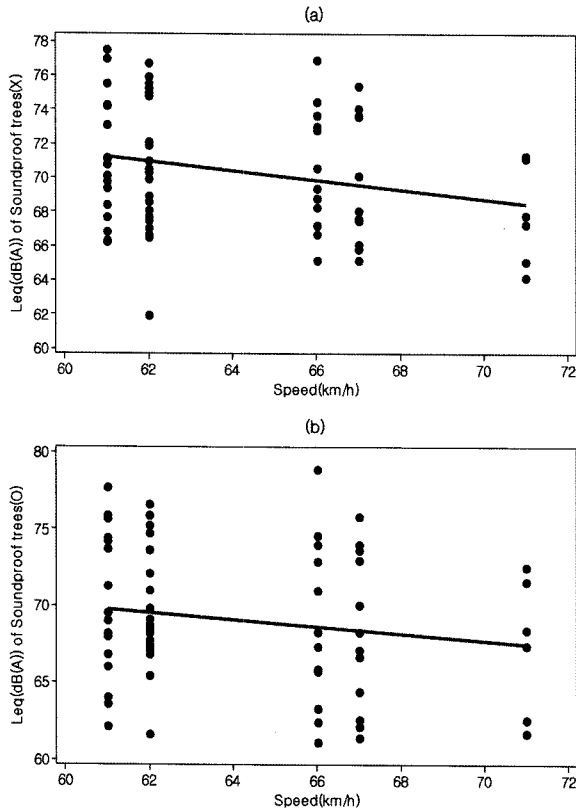 (a)
78
76
74
72
70
68
66
64
62
60
Leq(dB(A)) of Soundproof trees(X)
60 62 64 66 68 70 72
Speed(km/h)
(b)
80
75
70
65
60
Leq(dB(A)) of Soundproof trees(O)
60 62 64 66 68 70 72
Speed(km/h)